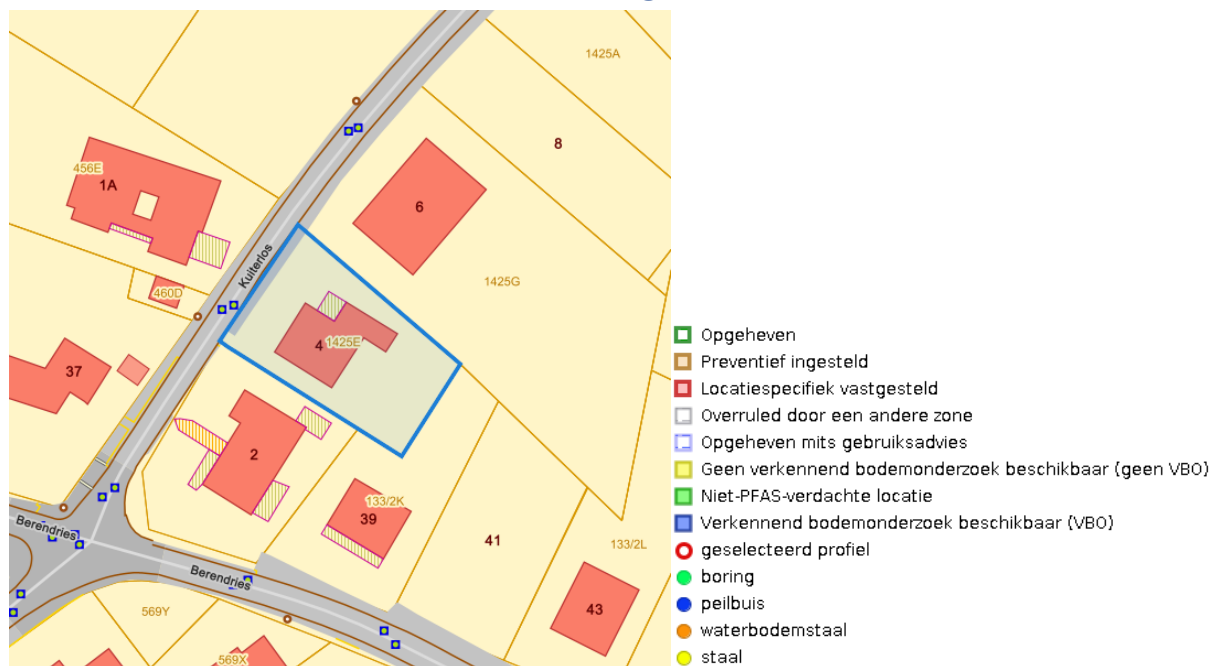 1425A
8
456E
1A
6
Kuiterlos
1425G
460D
4
1425E
37
2
133/2K
39
41
133/2L
43
Berendries
Berendries
569Y
569X
Opgeheven
Preventief ingesteld
Locatiespecifiek vastgesteld
Overruled door een andere zone
Opgeheven mits gebruiksadvies
Geen verkennend bodemonderzoek beschikbaar (geen VBO)
Niet-PFAS-verdachte locatie
Verkennend bodemonderzoek beschikbaar (VBO)
geselecteerd profiel
boring
peilbuis
waterbodemstaal
staal